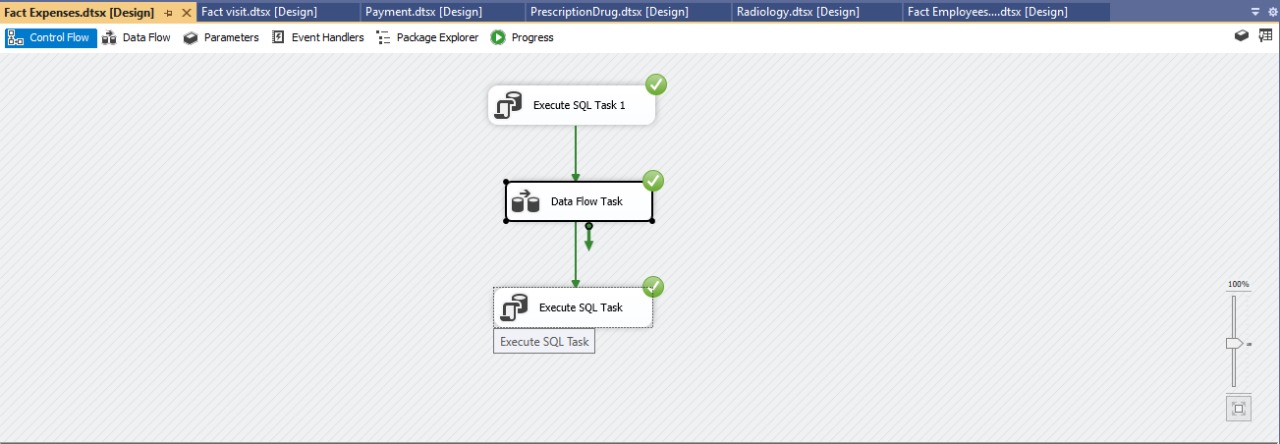 Fact Expenses.dtsx [Design] Fact visit.dtsx [Design] Payment.dtsx [Design] PrescriptionDrug.dtsx [Design] Radiology.dtsx [Design] Fact Employees....dtsx [Design]
Control Flow Data Flow Parameters Event Handlers Package Explorer Progress
Execute SQL Task 1
Data Flow Task
100%
Execute SQL Task
Execute SQL Task